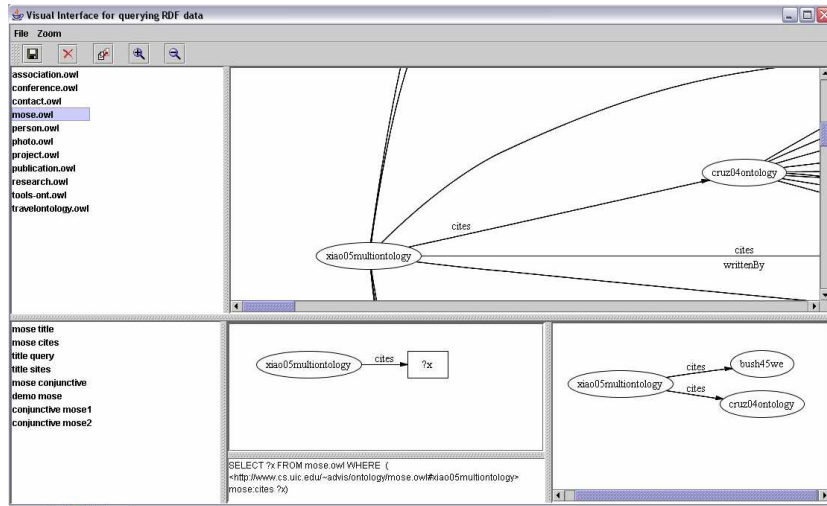 Visual Interface for querying RDF data
File Zoom
association.owl
conference.owl
contact.owl
mose.owl
person.owl
photo.owl
project.owl
publication.owl
research.owl
tools-ont.owl
travelontology.owl
cruz04ontology
cites
xiao05multiontology
cites
writtenBy
mose title
mose cites
title query
title sites
mose conjunctive
demo mose
conjunctive mose1
conjunctive mose2
xiao05multiontology
cites
?x
SELECT ?x FROM mose.owl WHERE (
<http://www.cs.uic.edu/~advis/ontology/mose.owl#xiao05multiontology>
mose:cites ?x)
xiao05multiontology
cites
bush45we
cites
cruz04ontology